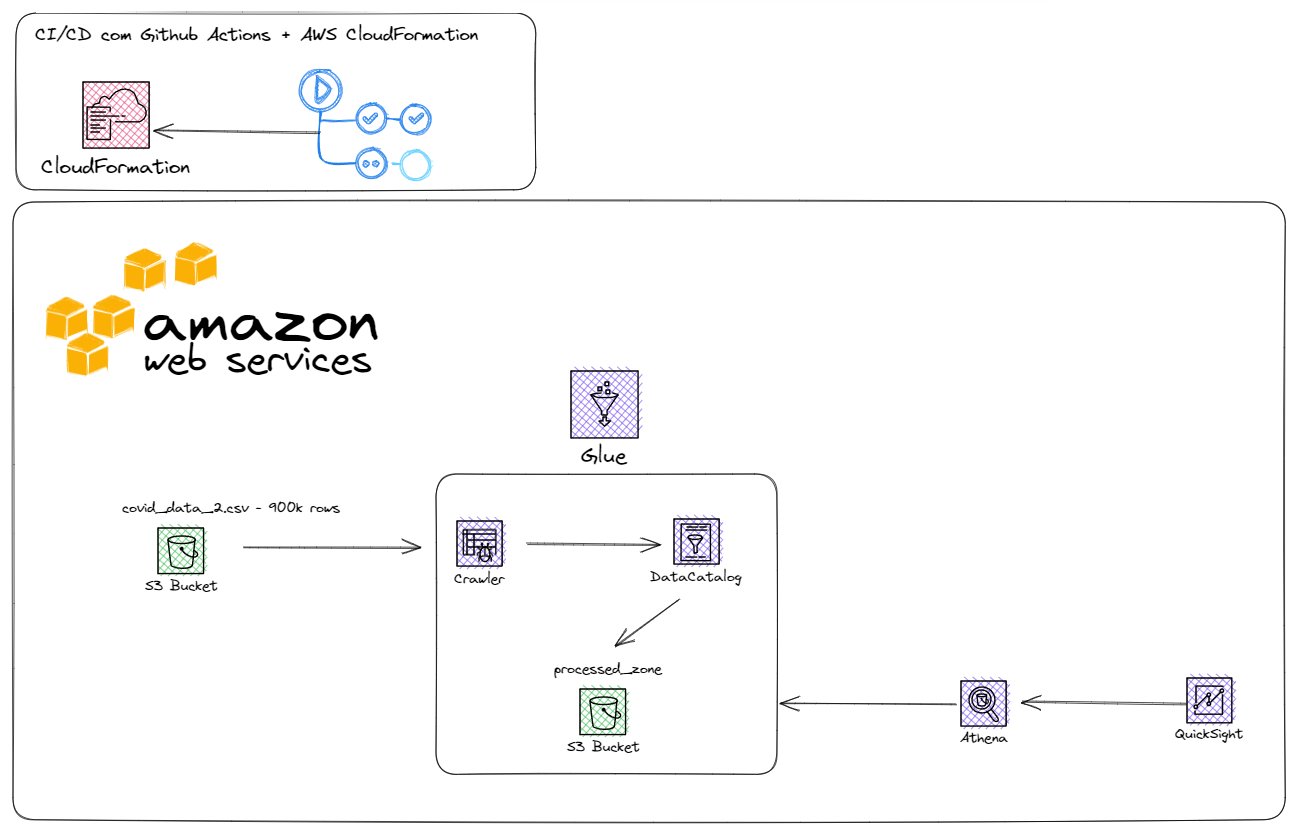 CI/CD com Github Actions + AWS CloudFormation
CloudFormation
amazon
web services
Glue
covid_data_2.csv - 900k rows
S3 Bucket
Crawler
DataCatalog
processed_zone
S3 Bucket
Athena
QuickSight